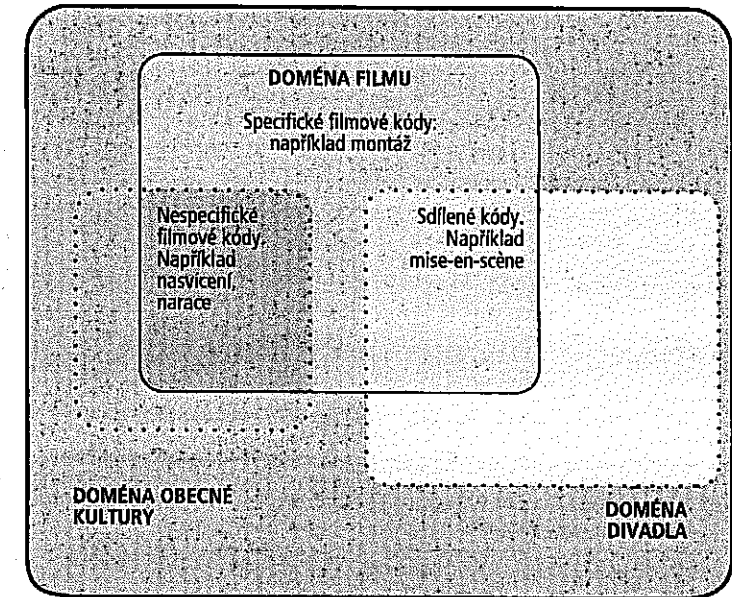 DOMÉNA FILMU
Specifické filmové kódy:
například montáž
Nespecifické
filmové kódy.
Například
nasvícení,
narace
Sdílené kódy.
Například
mise-en-scène
DOMÉNA OBECNÉ
KULTURY
DOMÉNA
DIVADLA